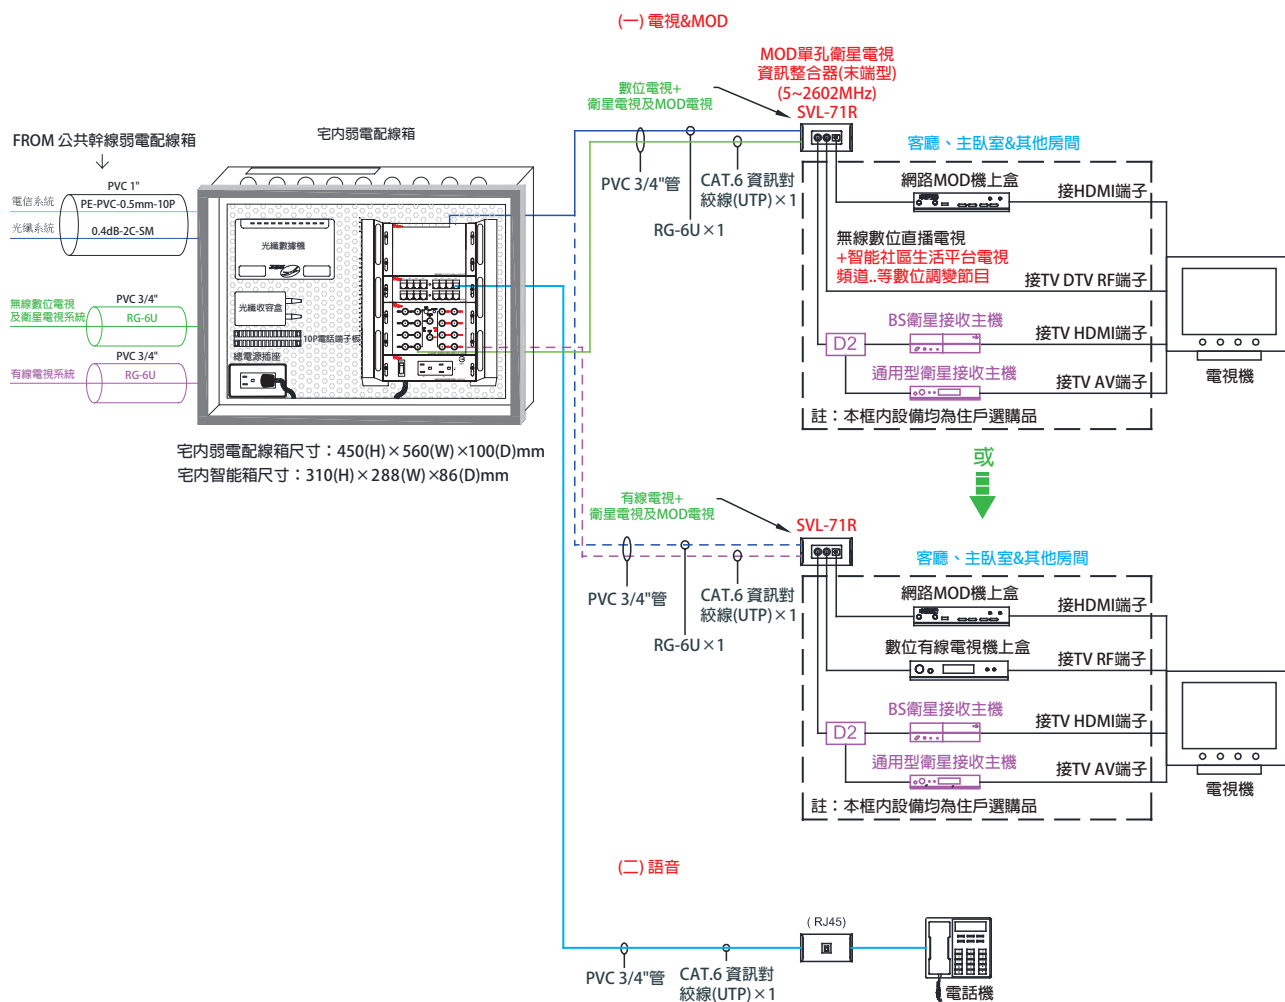 (一) 電視&MOD
MOD單孔衛星電視
資訊整合器(末端型)
(5~2602MHz)
SVL-71R
數位電視+
衛星電視及MOD電視
FROM 公共幹線弱電配線箱
宅內弱電配線箱
客廳、主臥室&其他房間
PVC 1"
電信系統
PE-PVC-0.5mm-10P
光纖系統
0.4dB-2C-SM
PVC 3/4"管
CAT.6 資訊對
絞線(UTP)×1
RG-6U×1
網路MOD機上盒
接HDMI端子
光纖數據機
無線數位直播電視
+智能社區生活平台電視
頻道..等數位調變節目
接TV DTV RF端子
無線數位電視
及衛星電視系統
PVC 3/4"
RG-6U
光纖收容盒
10P電話端子板
總電源插座
BS衛星接收主機
接TV HDMI端子
D2
通用型衛星接收主機
接TV AV端子
電視機
PVC 3/4"
有線電視系統
RG-6U
註：本框內設備均為住戶選購品
宅內弱電配線箱尺寸：450(H)×560(W)×100(D)mm
宅內智能箱尺寸：310(H)×288(W)×86(D)mm
或
有線電視+
衛星電視及MOD電視
SVL-71R
客廳、主臥室&其他房間
PVC 3/4"管
CAT.6 資訊對
絞線(UTP)×1
RG-6U×1
網路MOD機上盒
接HDMI端子
數位有線電視機上盒
接TV RF端子
BS衛星接收主機
接TV HDMI端子
D2
通用型衛星接收主機
接TV AV端子
電視機
註：本框內設備均為住戶選購品
(二) 語音
( RJ45)
PVC 3/4"管
CAT.6 資訊對
絞線(UTP)×1
電話機